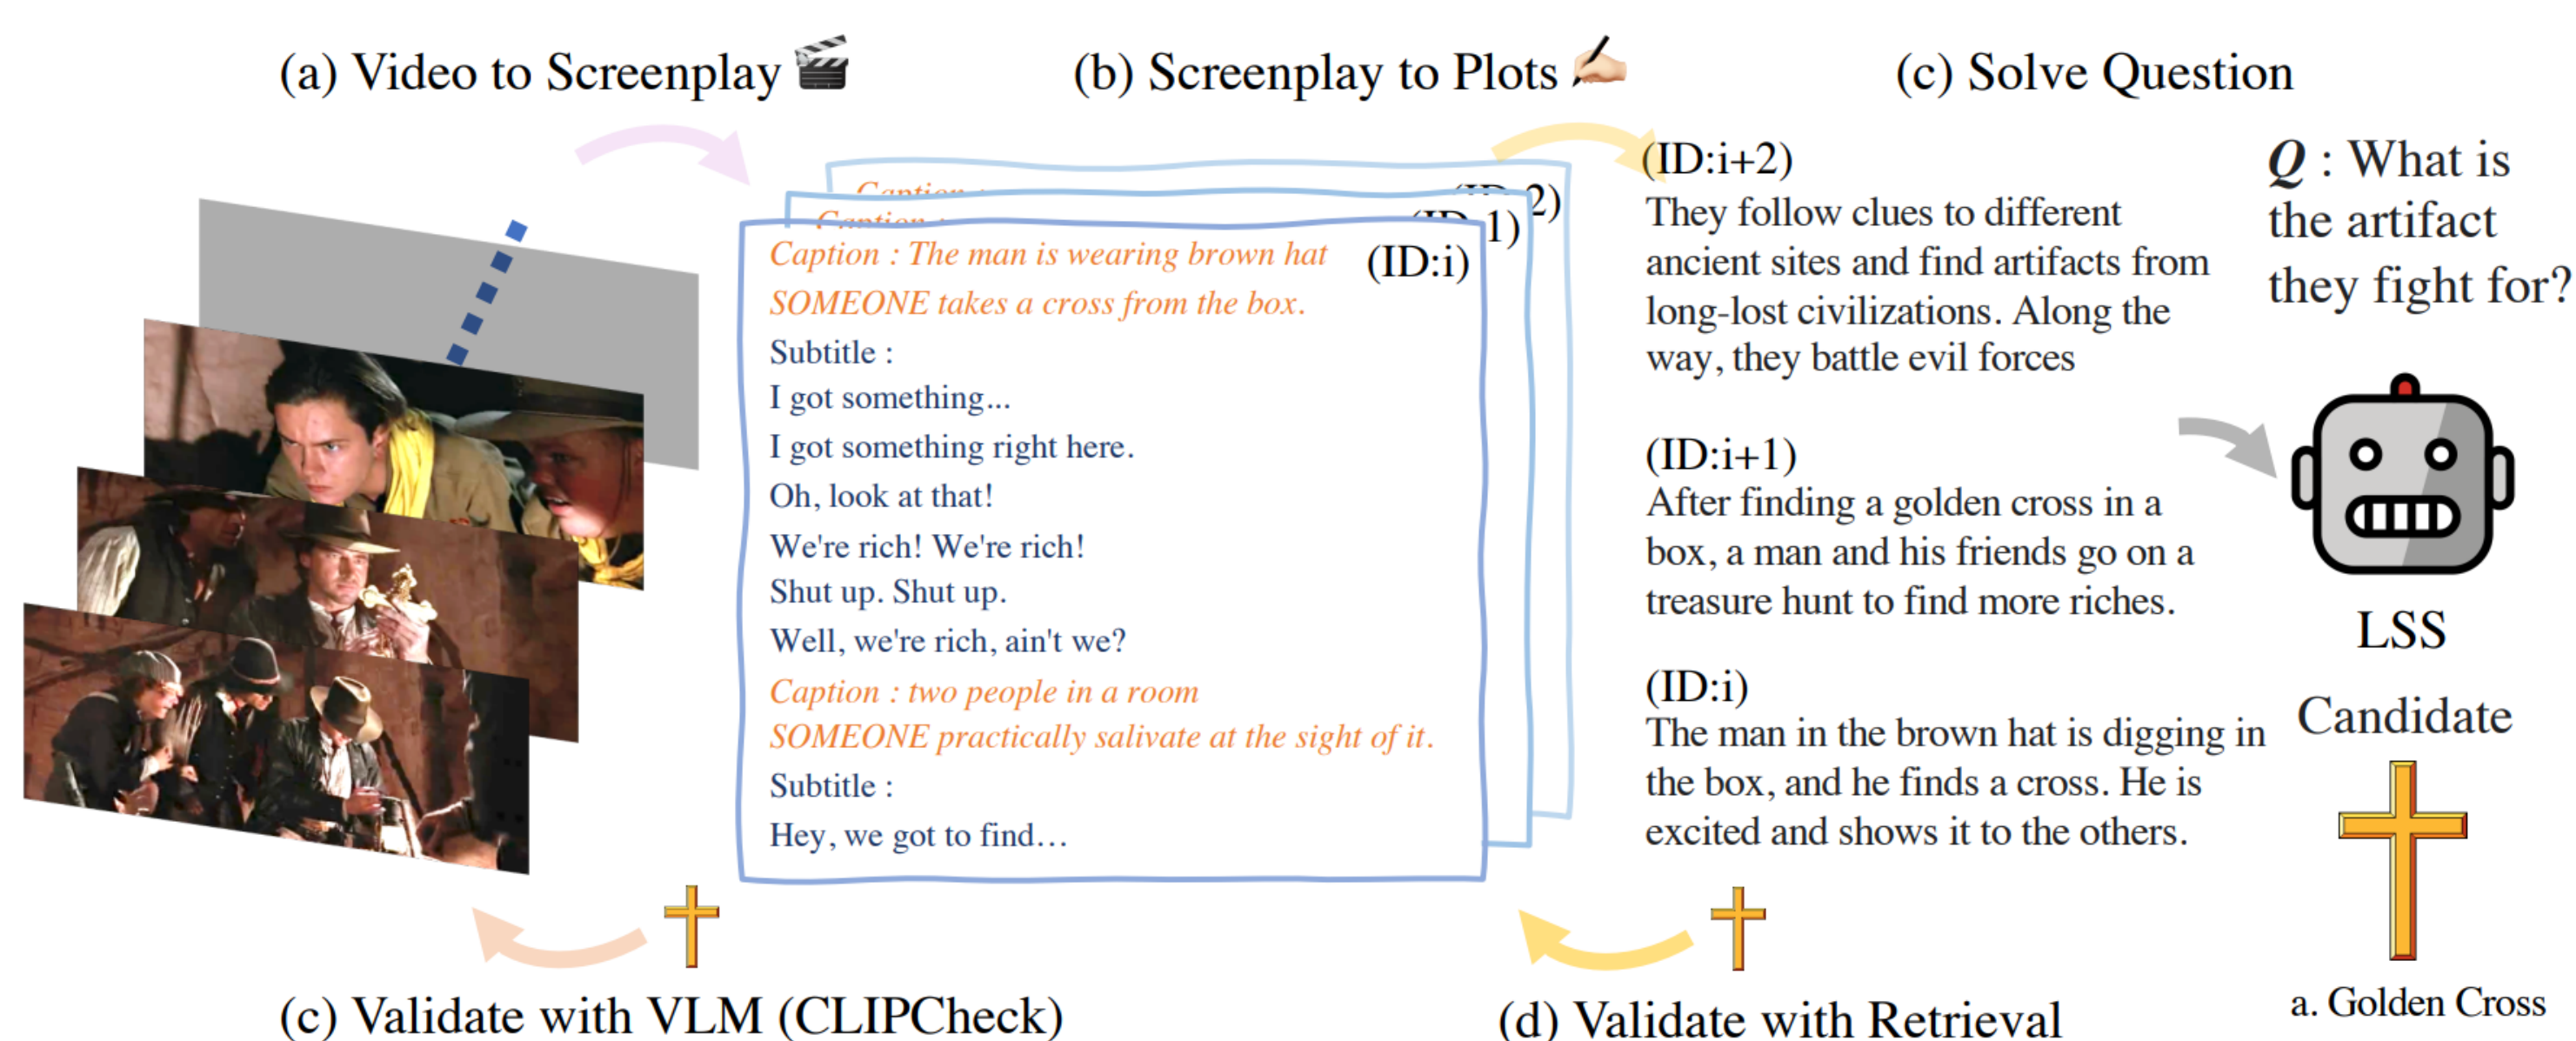 (a) Video to Screenplay
(b) Screenplay to Plots
(c) Solve Question
Caption :
2)
Caption :
1)
(ID:i)
Caption : The man is wearing brown hat
SOMEONE takes a cross from the box.
Subtitle :
I got something...
I got something right here.
Oh, look at that!
We're rich! We're rich!
Shut up. Shut up.
Well, we're rich, ain't we?
Caption : two people in a room
SOMEONE practically salivate at the sight of it.
Subtitle :
Hey, we got to find…
(ID:i+2)
They follow clues to different
ancient sites and find artifacts from
long-lost civilizations. Along the
way, they battle evil forces
(ID:i+1)
After finding a golden cross in a
box, a man and his friends go on a
treasure hunt to find more riches.
(ID:i)
The man in the brown hat is digging in
the box, and he finds a cross. He is
excited and shows it to the others.
Q : What is
the artifact
they fight for?
LSS
Candidate
a. Golden Cross
(c) Validate with VLM (CLIPCheck)
(d) Validate with Retrieval